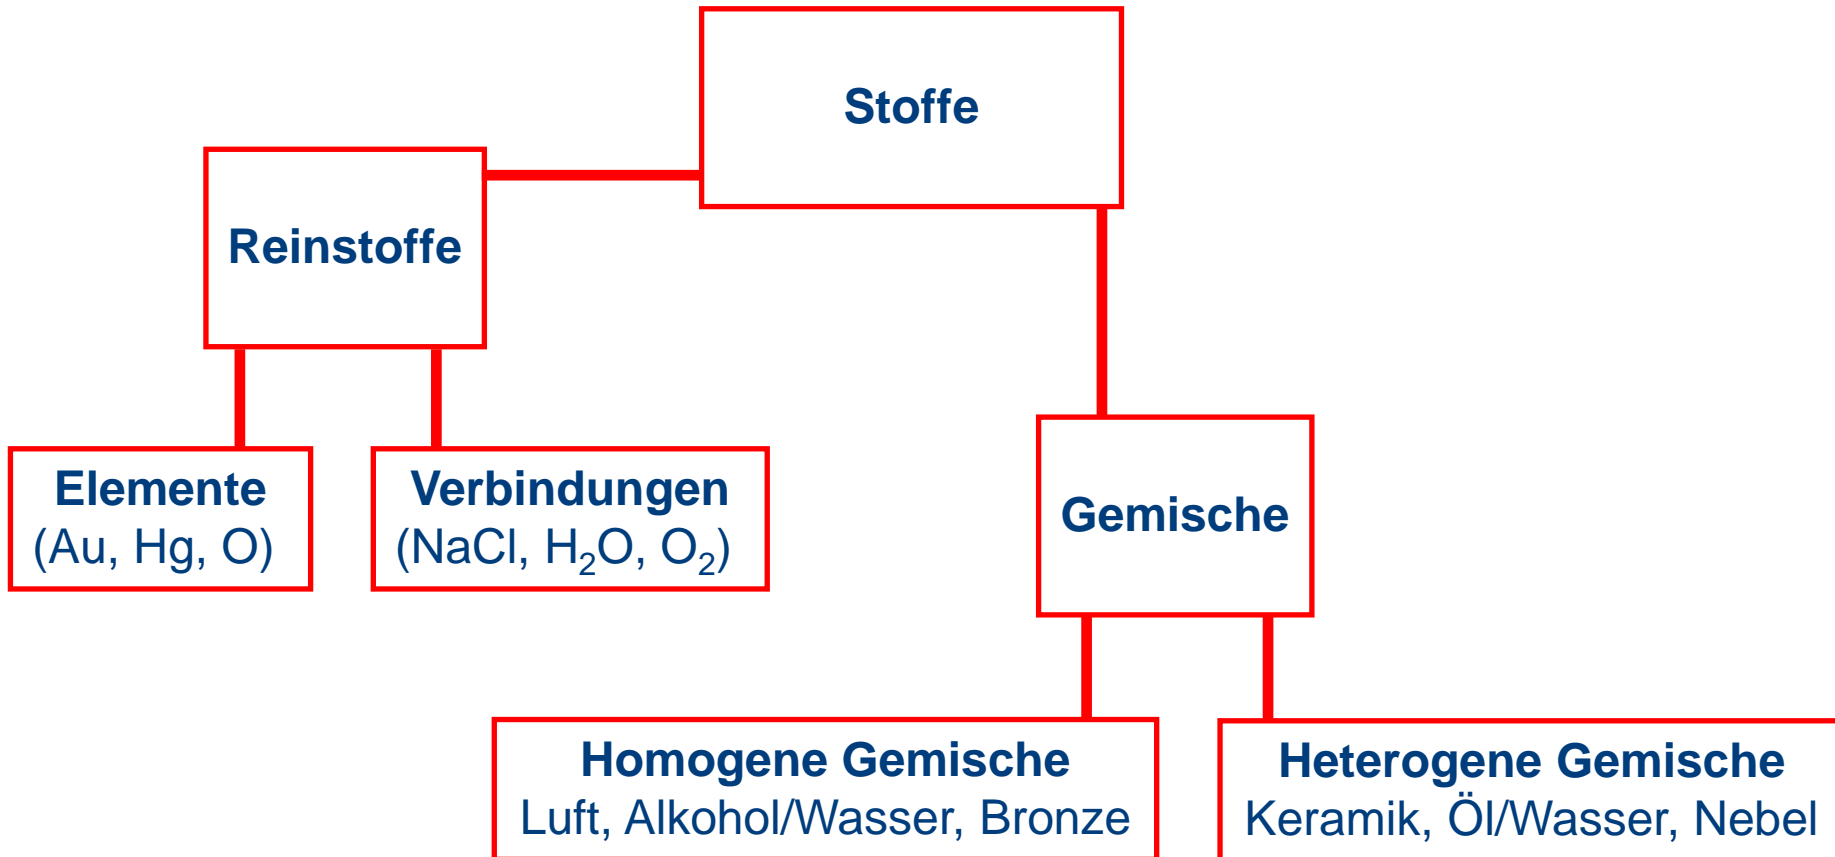 Stoffe
Reinstoffe
Elemente
(Au, Hg, O)
Verbindungen
(NaCl, H₂O, O₂)
Gemische
Homogene Gemische
Luft, Alkohol/Wasser, Bronze
Heterogene Gemische
Keramik, Öl/Wasser, Nebel